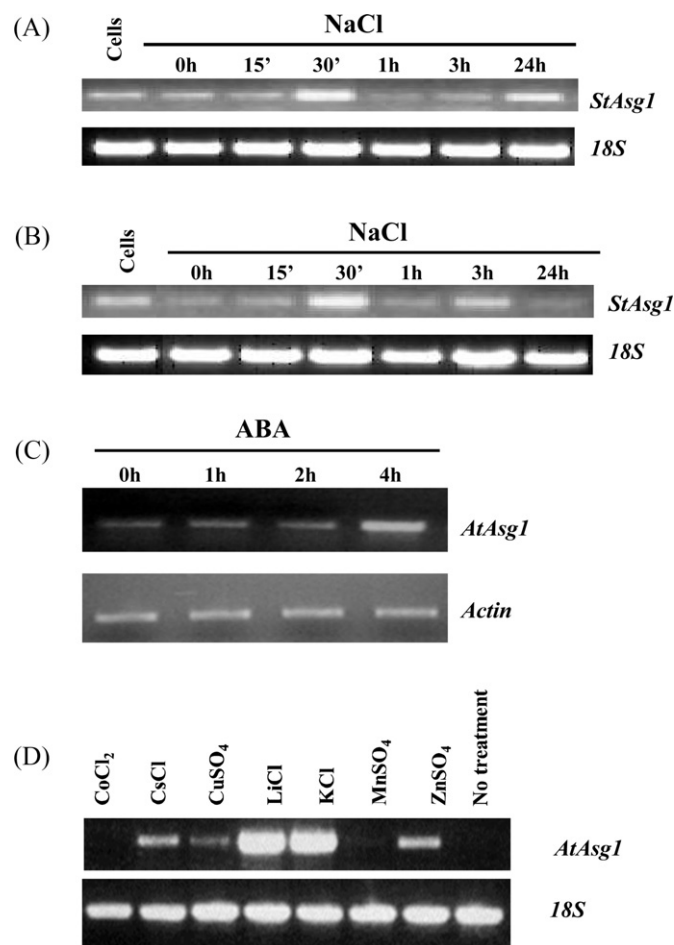 (A)
Cells
NaCl
0h 15’ 30’ 1h 3h 24h
StAsg1
18S
(B)
Cells
NaCl
0h 15’ 30’ 1h 3h 24h
StAsg1
18S
(C)
ABA
0h 1h 2h 4h
AtAsg1
Actin
(D)
CoCl₂ CsCl CuSO₄ LiCl KCl MnSO₄ ZnSO₄ No treatment
AtAsg1
18S